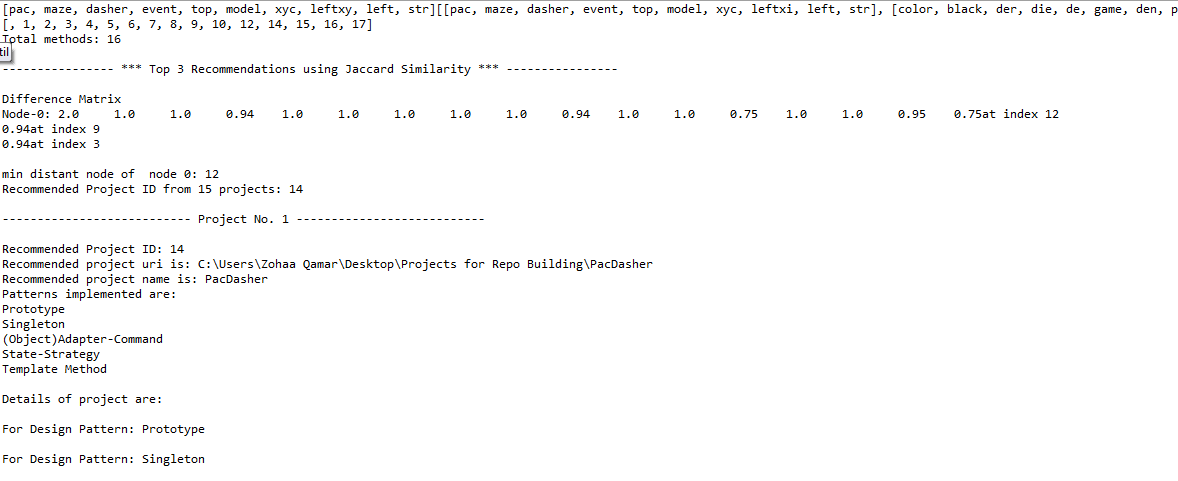 [pac, maze, dasher, event, top, model, xyc, leftxy, left, str][[pac, maze, dasher, event, top, model, xyc, leftxi, left, str], [color, black, der, die, de, game, den, p
[, 1, 2, 3, 4, 5, 6, 7, 8, 9, 10, 12, 14, 15, 16, 17]
Total methods: 16
til
---------------- *** Top 3 Recommendations using Jaccard Similarity *** ----------------
Difference Matrix
Node-0: 2.0 1.0 1.0 0.94 1.0 1.0 1.0 1.0 1.0 0.94 1.0 1.0 0.75 1.0 1.0 0.95 0.75at index 12
0.94at index 9
0.94at index 3
min distant node of  node 0: 12
Recommended Project ID from 15 projects: 14
--------------------------- Project No. 1 ---------------------------
Recommended Project ID: 14
Recommended project uri is: C:\Users\Zohaa Qamar\Desktop\Projects for Repo Building\PacDasher
Recommended project name is: PacDasher
Patterns implemented are:
Prototype
Singleton
(Object)Adapter-Command
State-Strategy
Template Method
Details of project are:
For Design Pattern: Prototype
For Design Pattern: Singleton